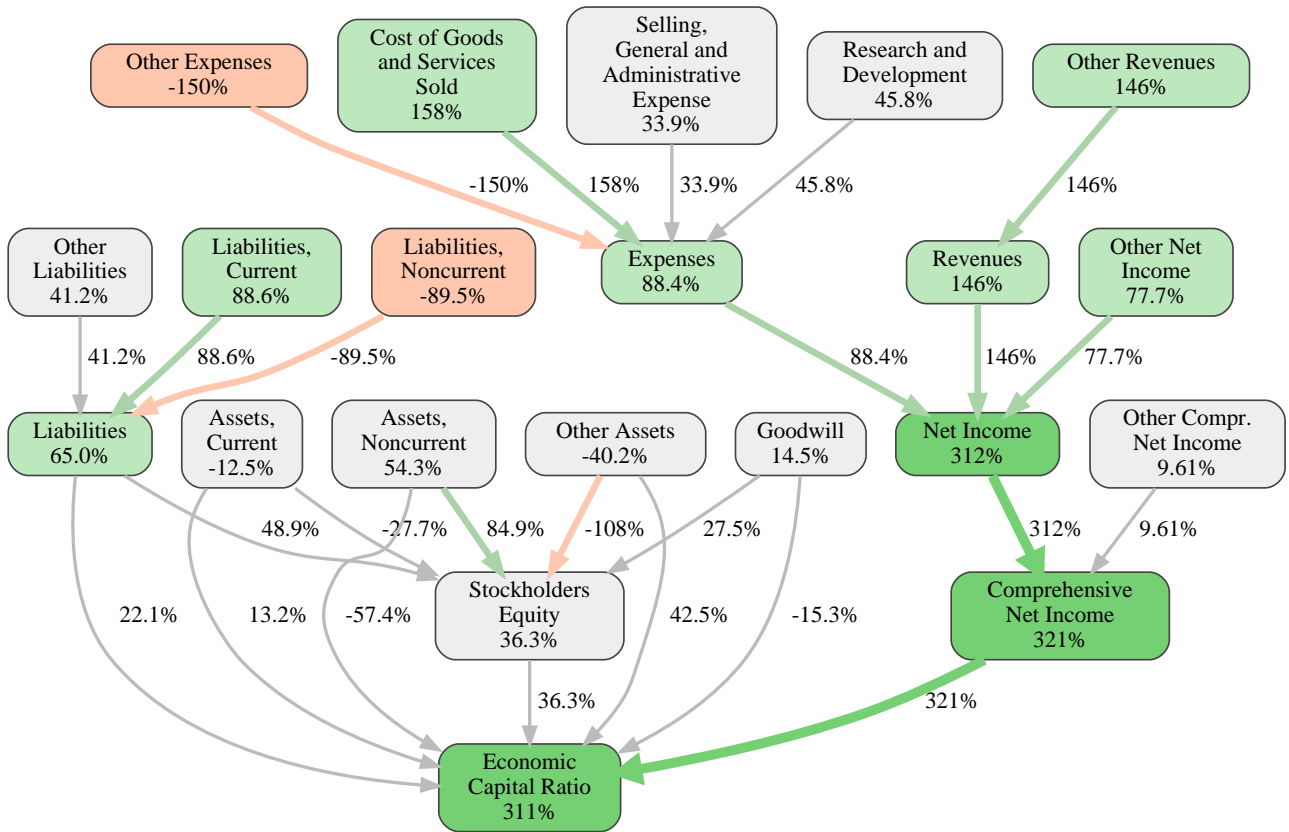 Other Expenses
-150%
Cost of Goods
and Services
Sold
158%
Selling,
General and
Administrative
Expense
33.9%
Research and
Development
45.8%
Other Revenues
146%
-150%
158%
33.9%
45.8%
146%
Other
Liabilities
41.2%
Liabilities,
Current
88.6%
Liabilities,
Noncurrent
-89.5%
Expenses
88.4%
Revenues
146%
Other Net
Income
77.7%
41.2%
88.6%
-89.5%
88.4%
146%
77.7%
Liabilities
65.0%
Assets,
Current
-12.5%
Assets,
Noncurrent
54.3%
Other Assets
-40.2%
Goodwill
14.5%
Net Income
312%
Other Compr.
Net Income
9.61%
48.9%
-27.7%
84.9%
-108%
27.5%
312%
9.61%
22.1%
13.2%
-57.4%
Stockholders
Equity
36.3%
42.5%
-15.3%
Comprehensive
Net Income
321%
36.3%
321%
Economic
Capital Ratio
311%